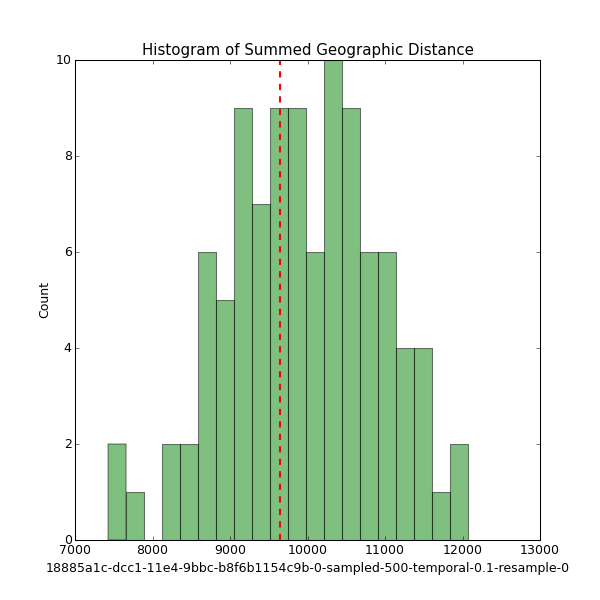 Histogram of Summed Geographic Distance
10
8
6
4
2
0
Count
7000 8000 9000 10000 11000 12000 13000
18885a1c-dcc1-11e4-9bbc-b8f6b1154c9b-0-sampled-500-temporal-0.1-resample-0